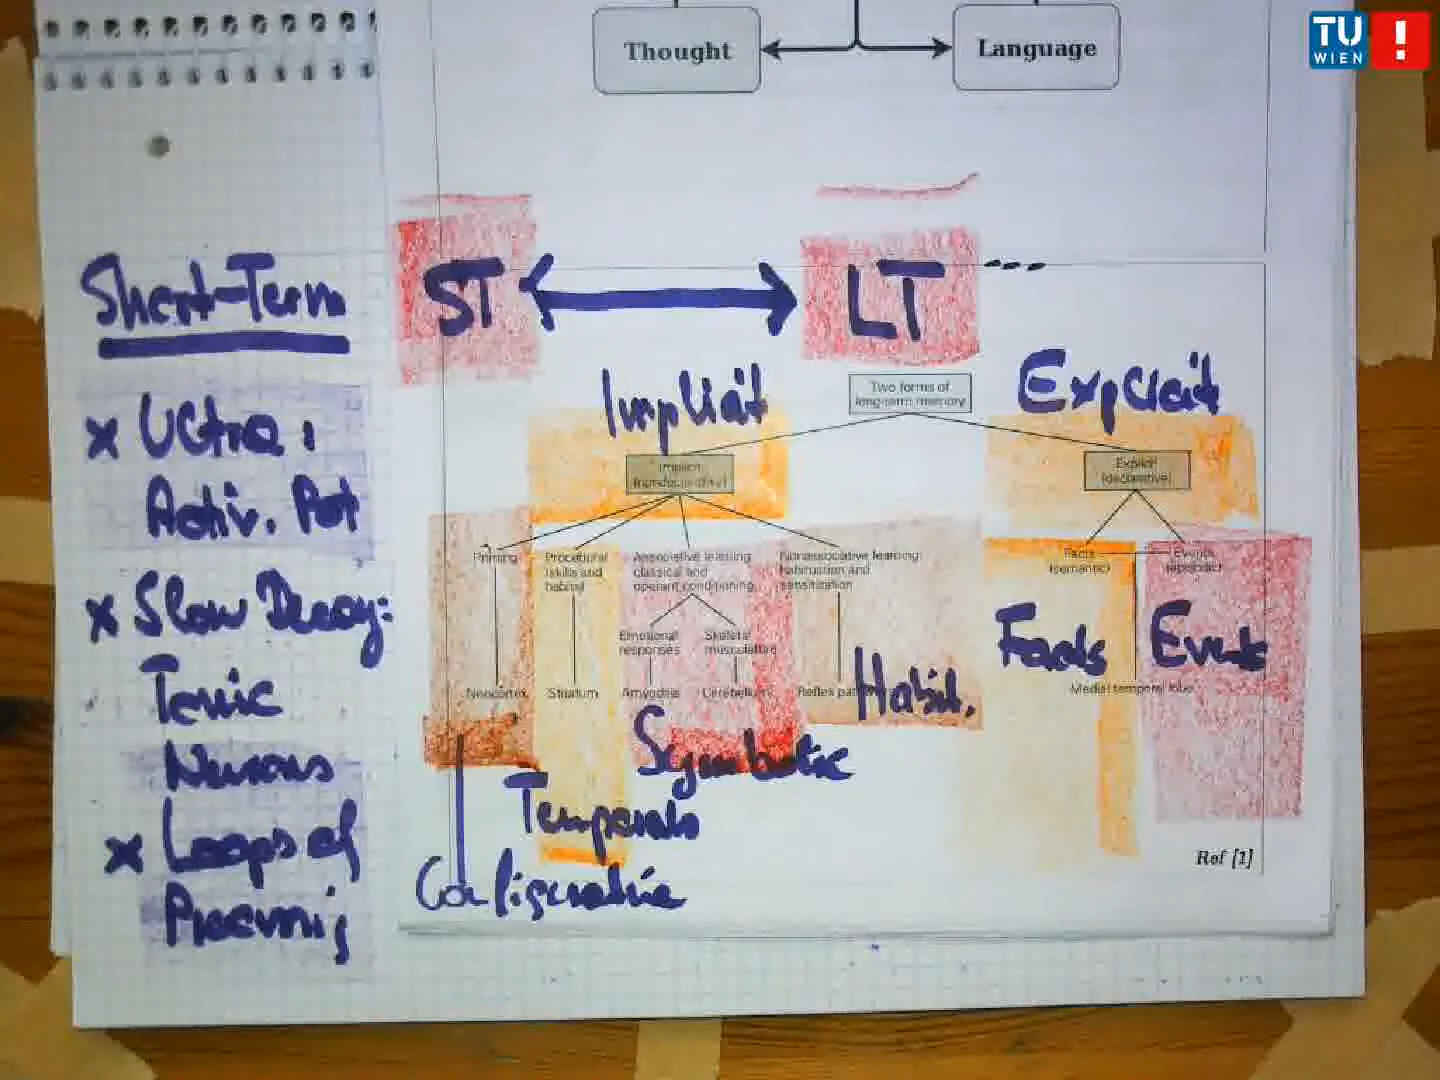 Thought
Language
TU
WIEN
!
Short-Term
ST
LT
Implicit
Explicit
Two forms of
long-term memory
x Ultra:
Activ. Pot
Implicit
(nondeclarative)
Explicit
(declarative)
Priming
Procedural
(skills and
habits)
Associative learning:
classical and
operant conditioning
Nonassociative learning:
habituation and
sensitization
Facts
(semantic)
Events
(episodic)
x Slow Decay:
Tonic
Neurons
Emotional
responses
Skeletal
musculature
Facts
Events
Neocortex
Striatum
Amygdala
Cerebellum
Reflex
Habit.
Medial temporal lobe
Symbolic
x Loops of
Temporal
Configurative
Ref [1]